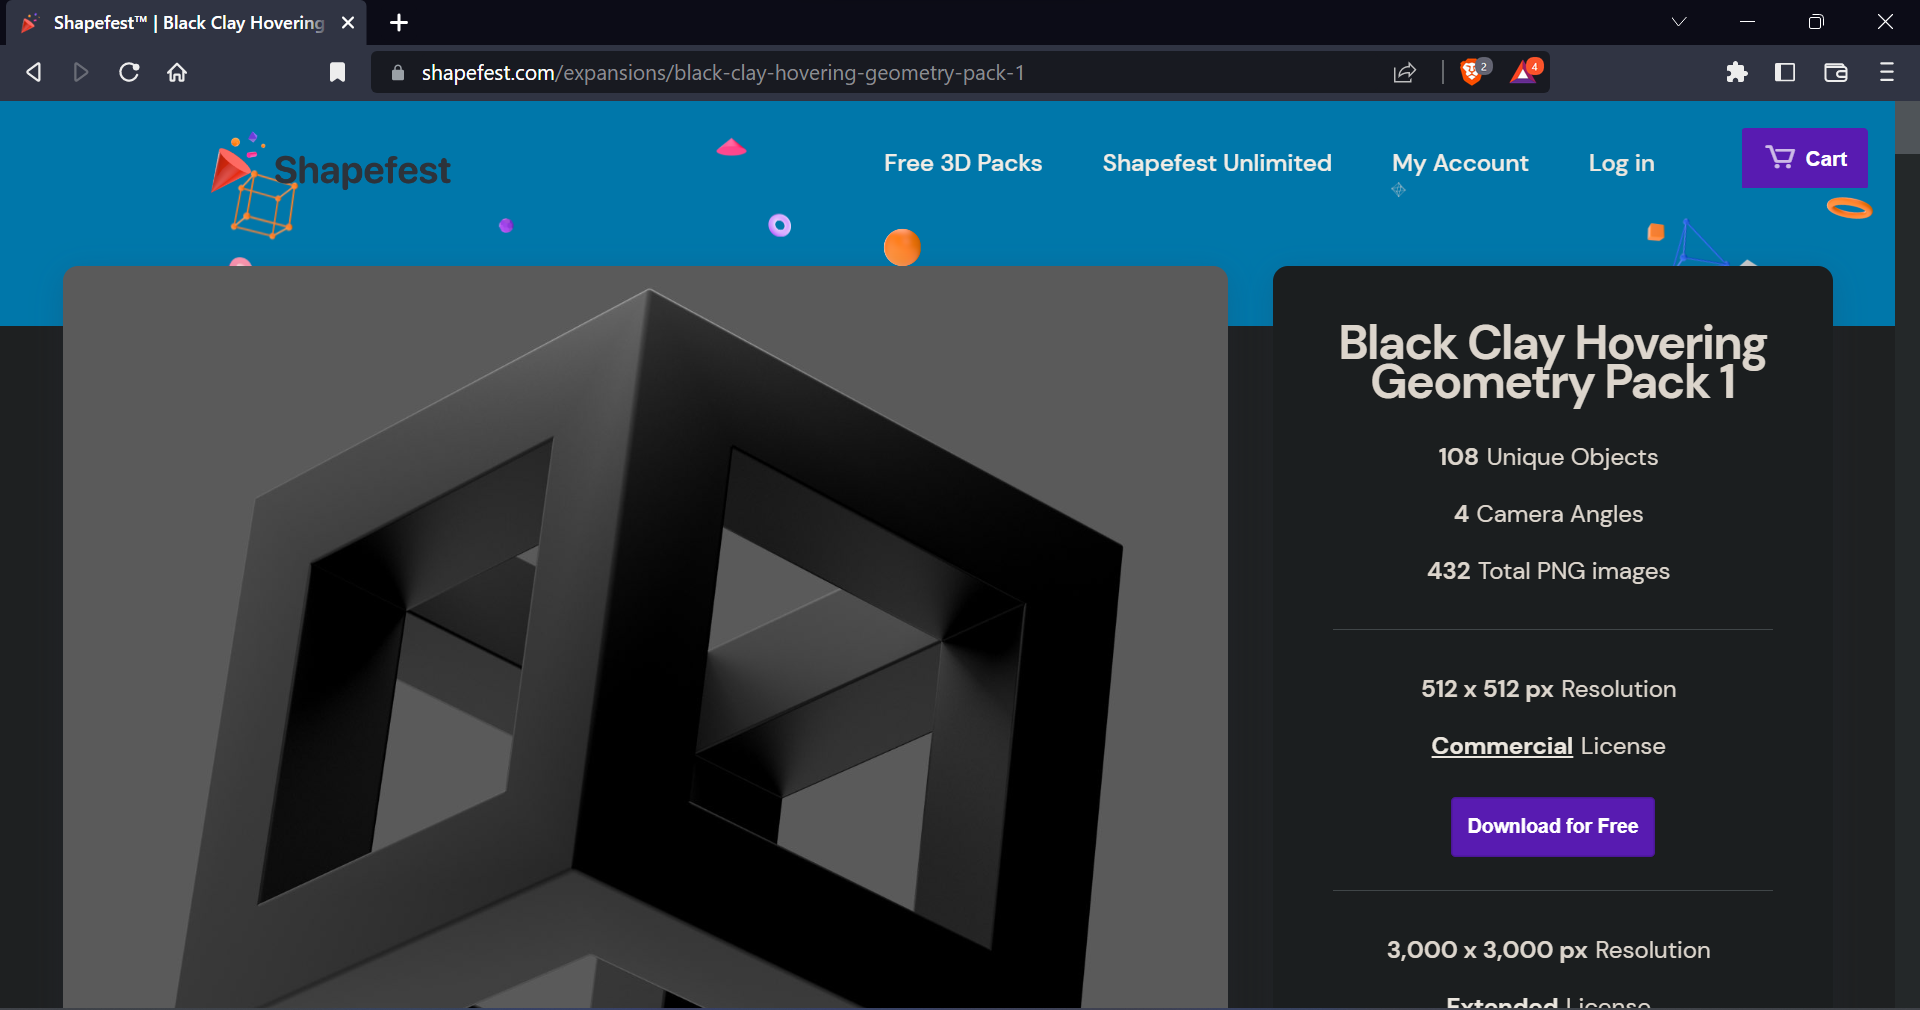 Shapefest™ | Black Clay Hovering
shapefest.com/expansions/black-clay-hovering-geometry-pack-1
2
4
Shapefest
Free 3D Packs
Shapefest Unlimited
My Account
Log in
Cart
Black Clay Hovering
Geometry Pack 1
108 Unique Objects
4 Camera Angles
432 Total PNG images
512 x 512 px Resolution
Commercial License
Download for Free
3,000 x 3,000 px Resolution
Extended License